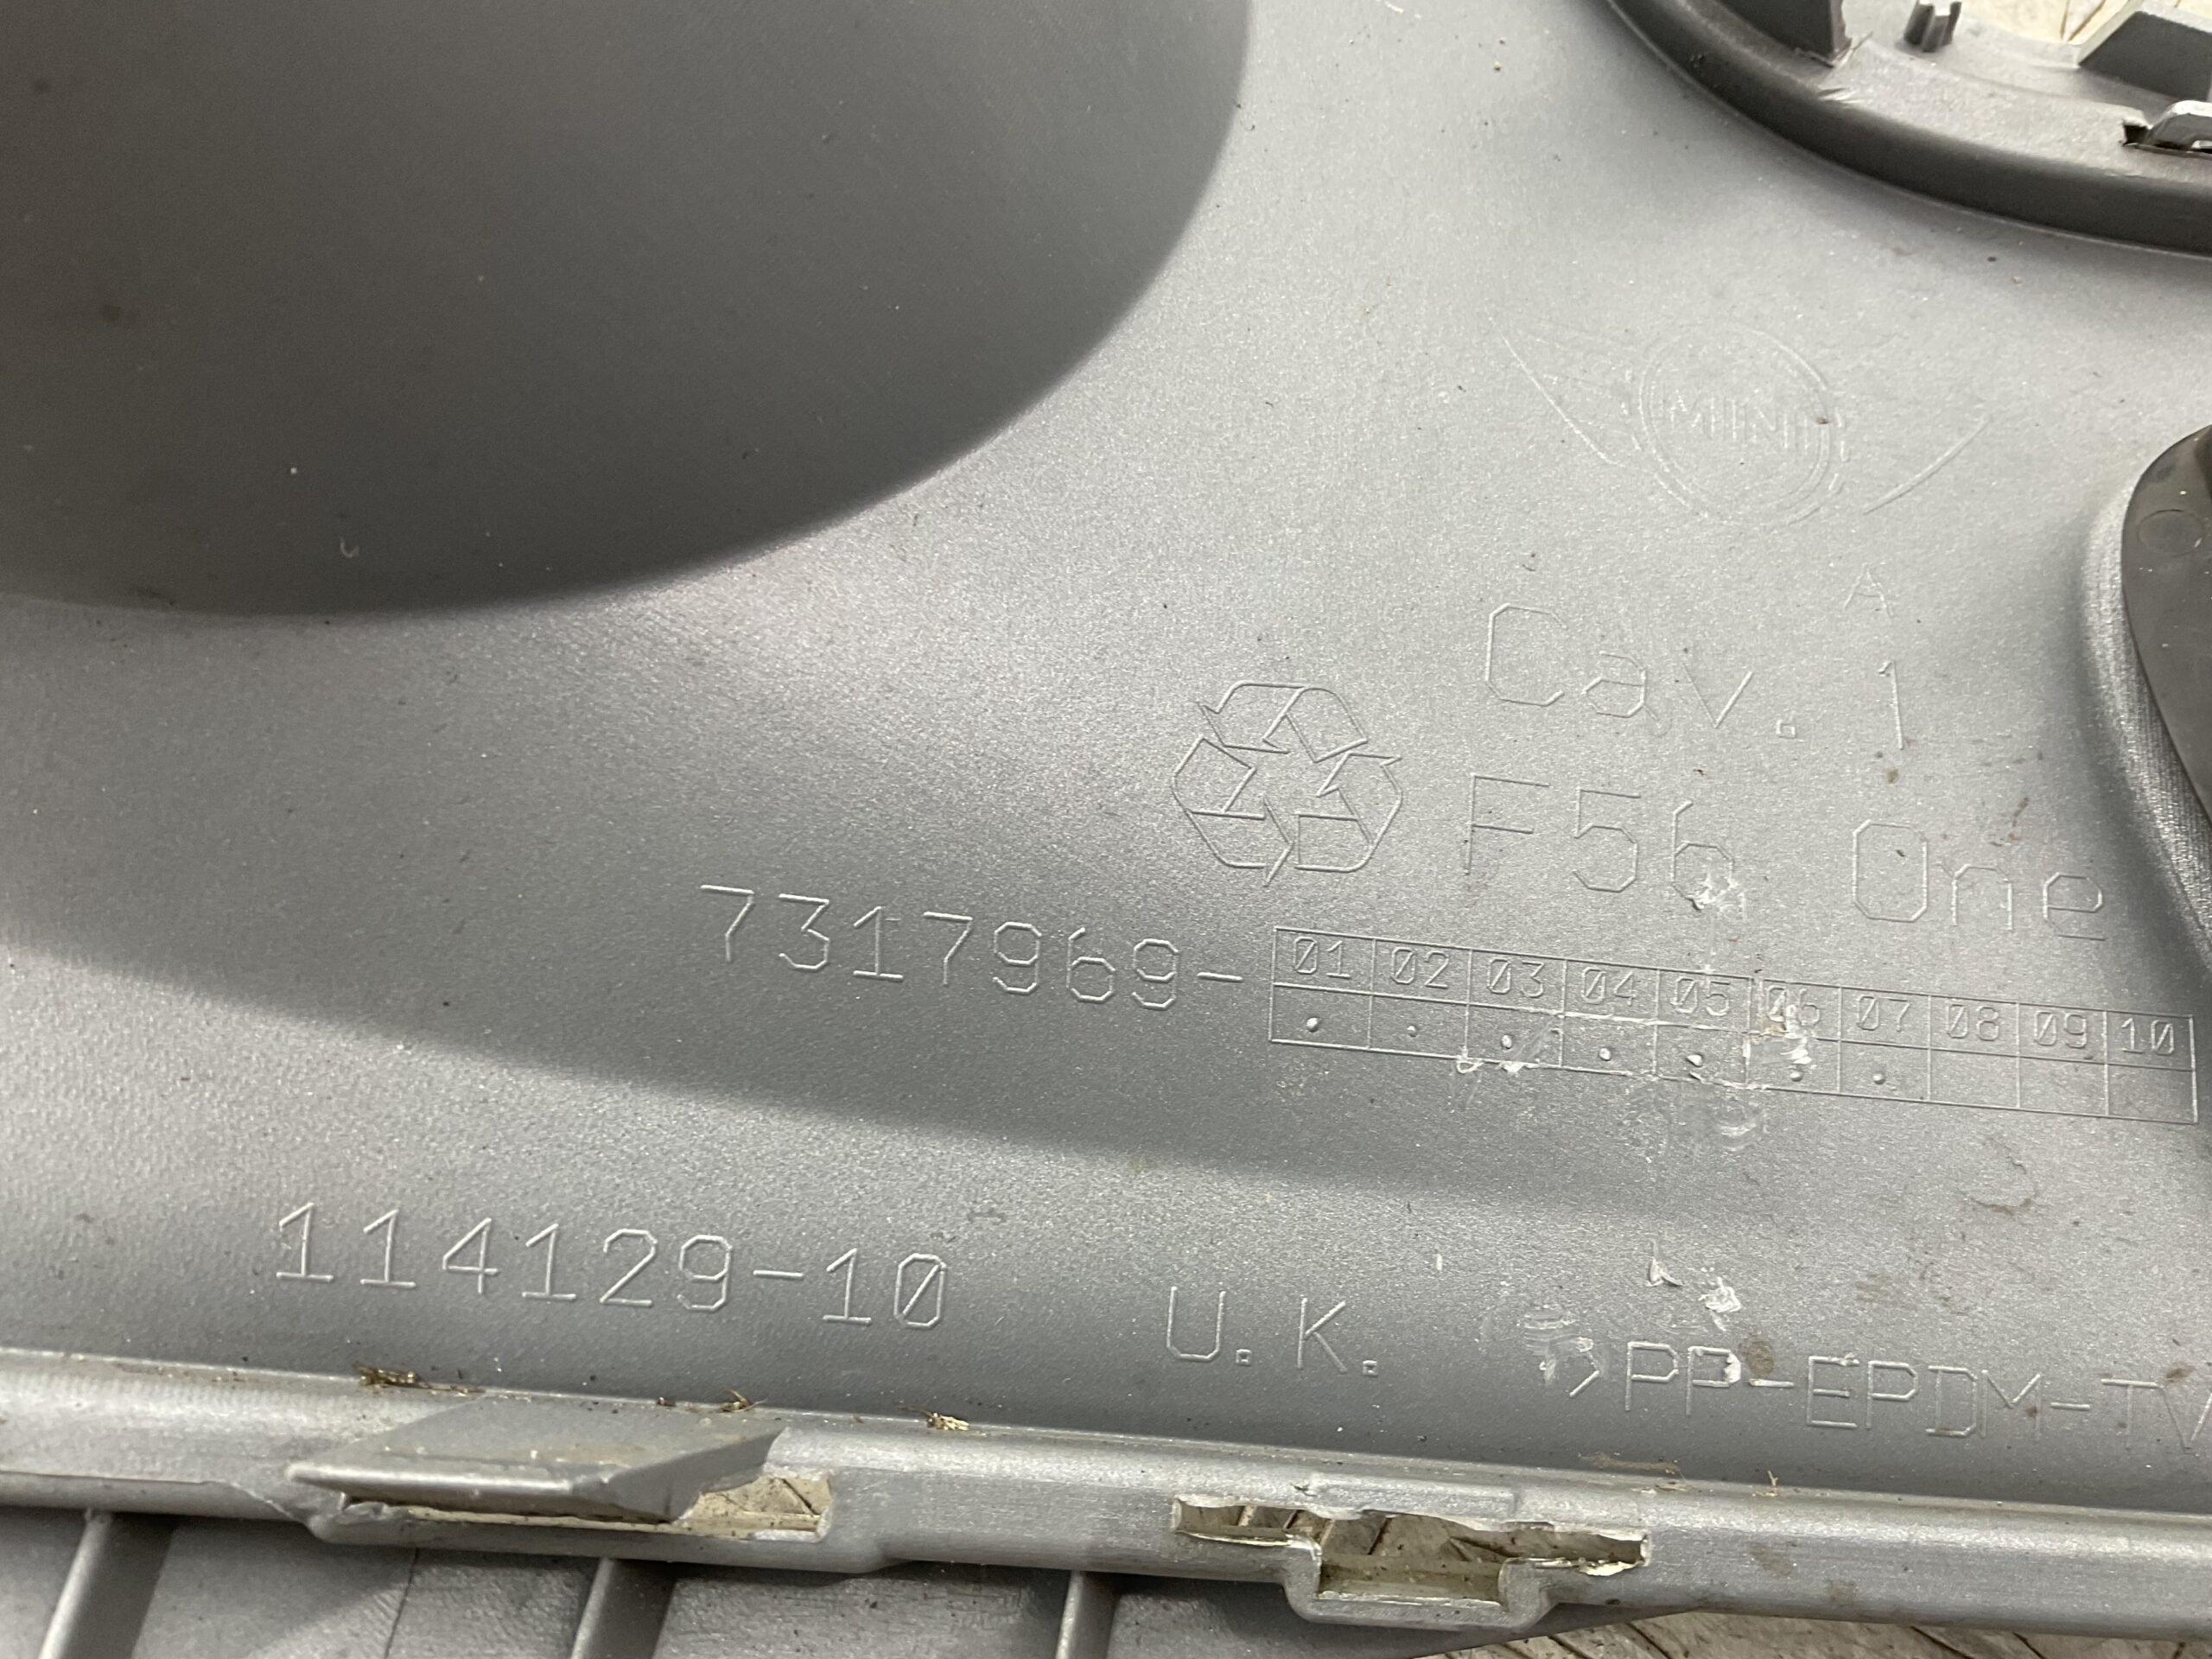 MINI
A
Cav. 1
F56 One
7317969-
01 02 03 04 05 06 07 08 09 10
114129-10 U.K. >PP-EPDM-TV